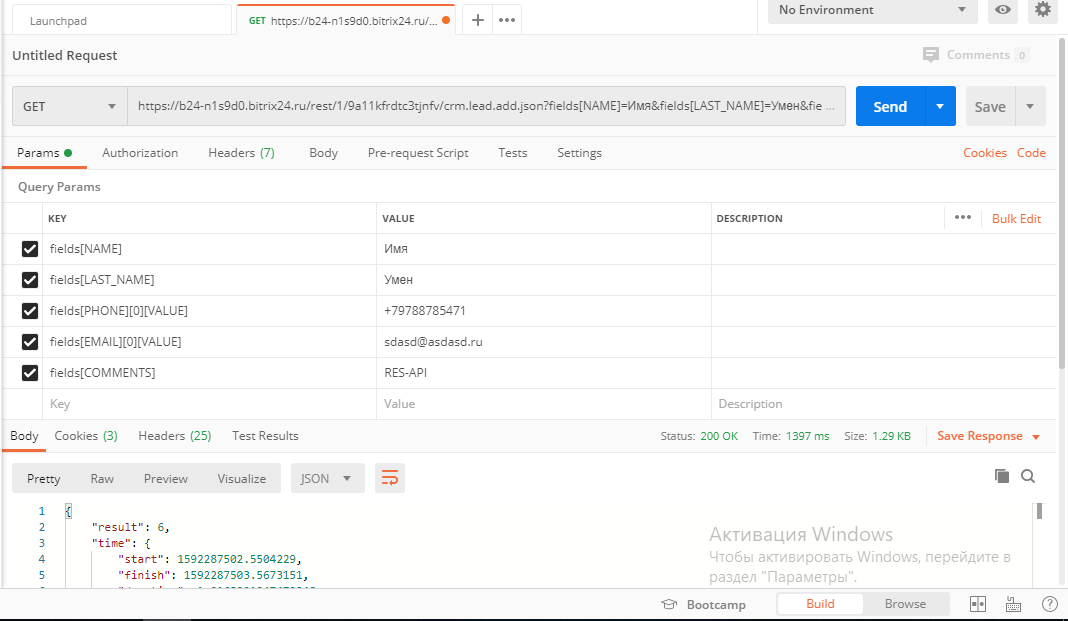 Launchpad
GET https://b24-n1s9d0.bitrix24.ru/...
No Environment
Untitled Request
Comments 0
GET
https://b24-n1s9d0.bitrix24.ru/rest/1/9a11kfrdtc3tjnfv/crm.lead.add.json?fields[NAME]=Имя&fields[LAST_NAME]=Умен&fie ...
Send
Save
Params
Authorization
Headers (7)
Body
Pre-request Script
Tests
Settings
Cookies Code
Query Params
KEY VALUE DESCRIPTION ••• Bulk Edit
fields[NAME] Имя
fields[LAST_NAME] Умен
fields[PHONE][0][VALUE] +79788785471
fields[EMAIL][0][VALUE] sdasd@asdasd.ru
fields[COMMENTS] RES-API
Key Value Description
Body Cookies (3) Headers (25) Test Results Status: 200 OK Time: 1397 ms Size: 1.29 KB Save Response
Pretty Raw Preview Visualize JSON
1 {
2 "result": 6,
3 "time": {
4 "start": 1592287502.5504229,
5 "finish": 1592287503.5673151,
Активация Windows
Чтобы активировать Windows, перейдите в
раздел "Параметры".
Bootcamp Build Browse